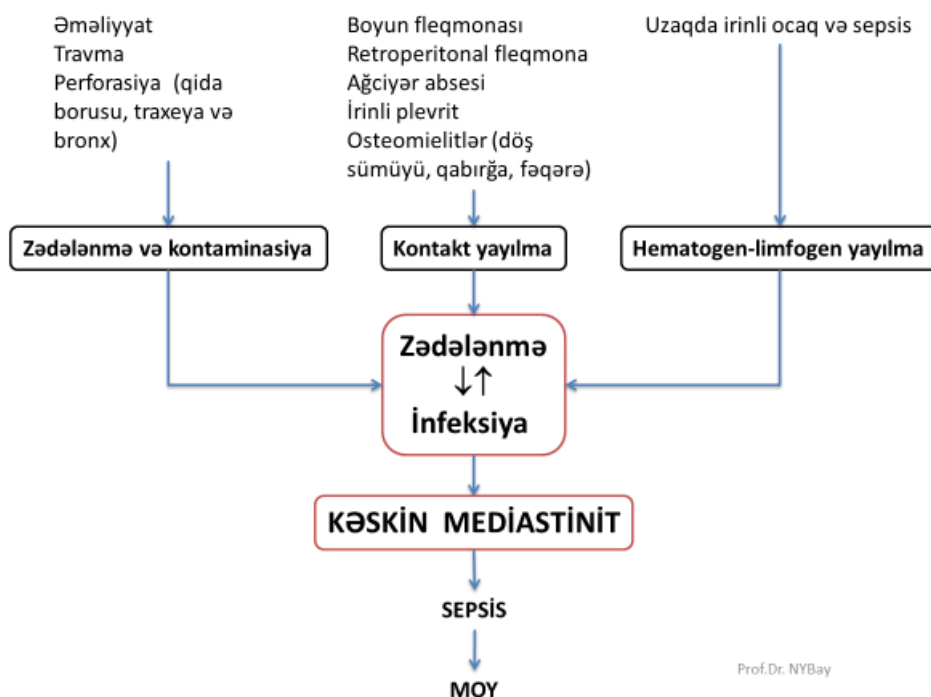 Əməliyyat
Travma
Perforasiya (qida
borusu, traxeya və
bronx)
Boyun fleqmonası
Retroperitonal fleqmona
Ağciyər absesi
İrinli plevrit
Osteomielitlər (döş
sümüyü, qabırğa, fəqərə)
Uzaqda irinli ocaq və sepsis
Zədələnmə və kontaminasiya
Kontakt yayılma
Hematogen-limfogen yayılma
Zədələnmə
↓↑
İnfeksiya
KƏSKİN MEDİASTİNİT
SEPSİS
MOY
Prof.Dr. NYBay